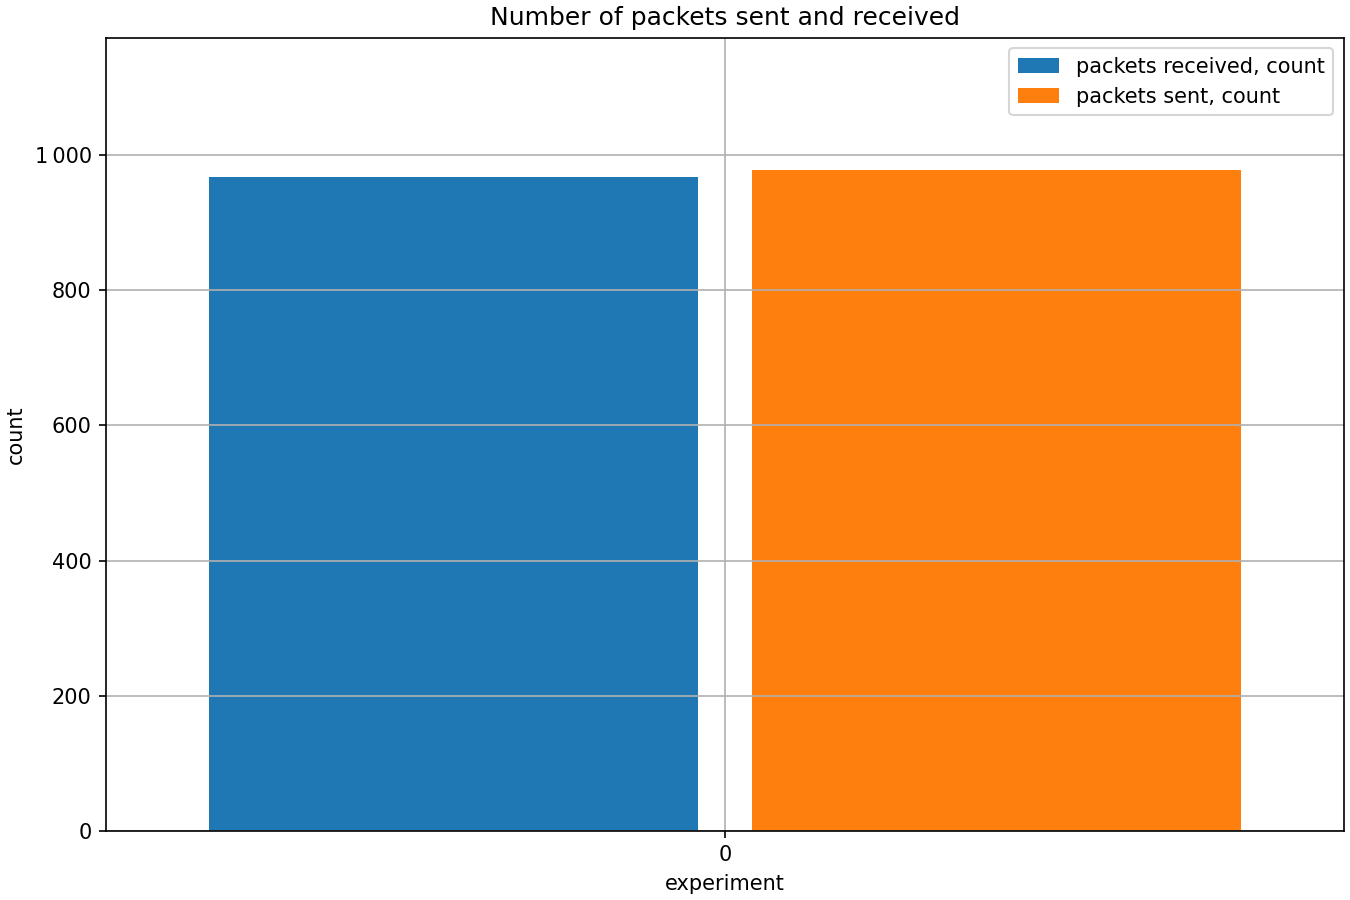 Number of packets sent and received
packets received, count
packets sent, count
1 000
800
600
400
200
0
count
0
experiment